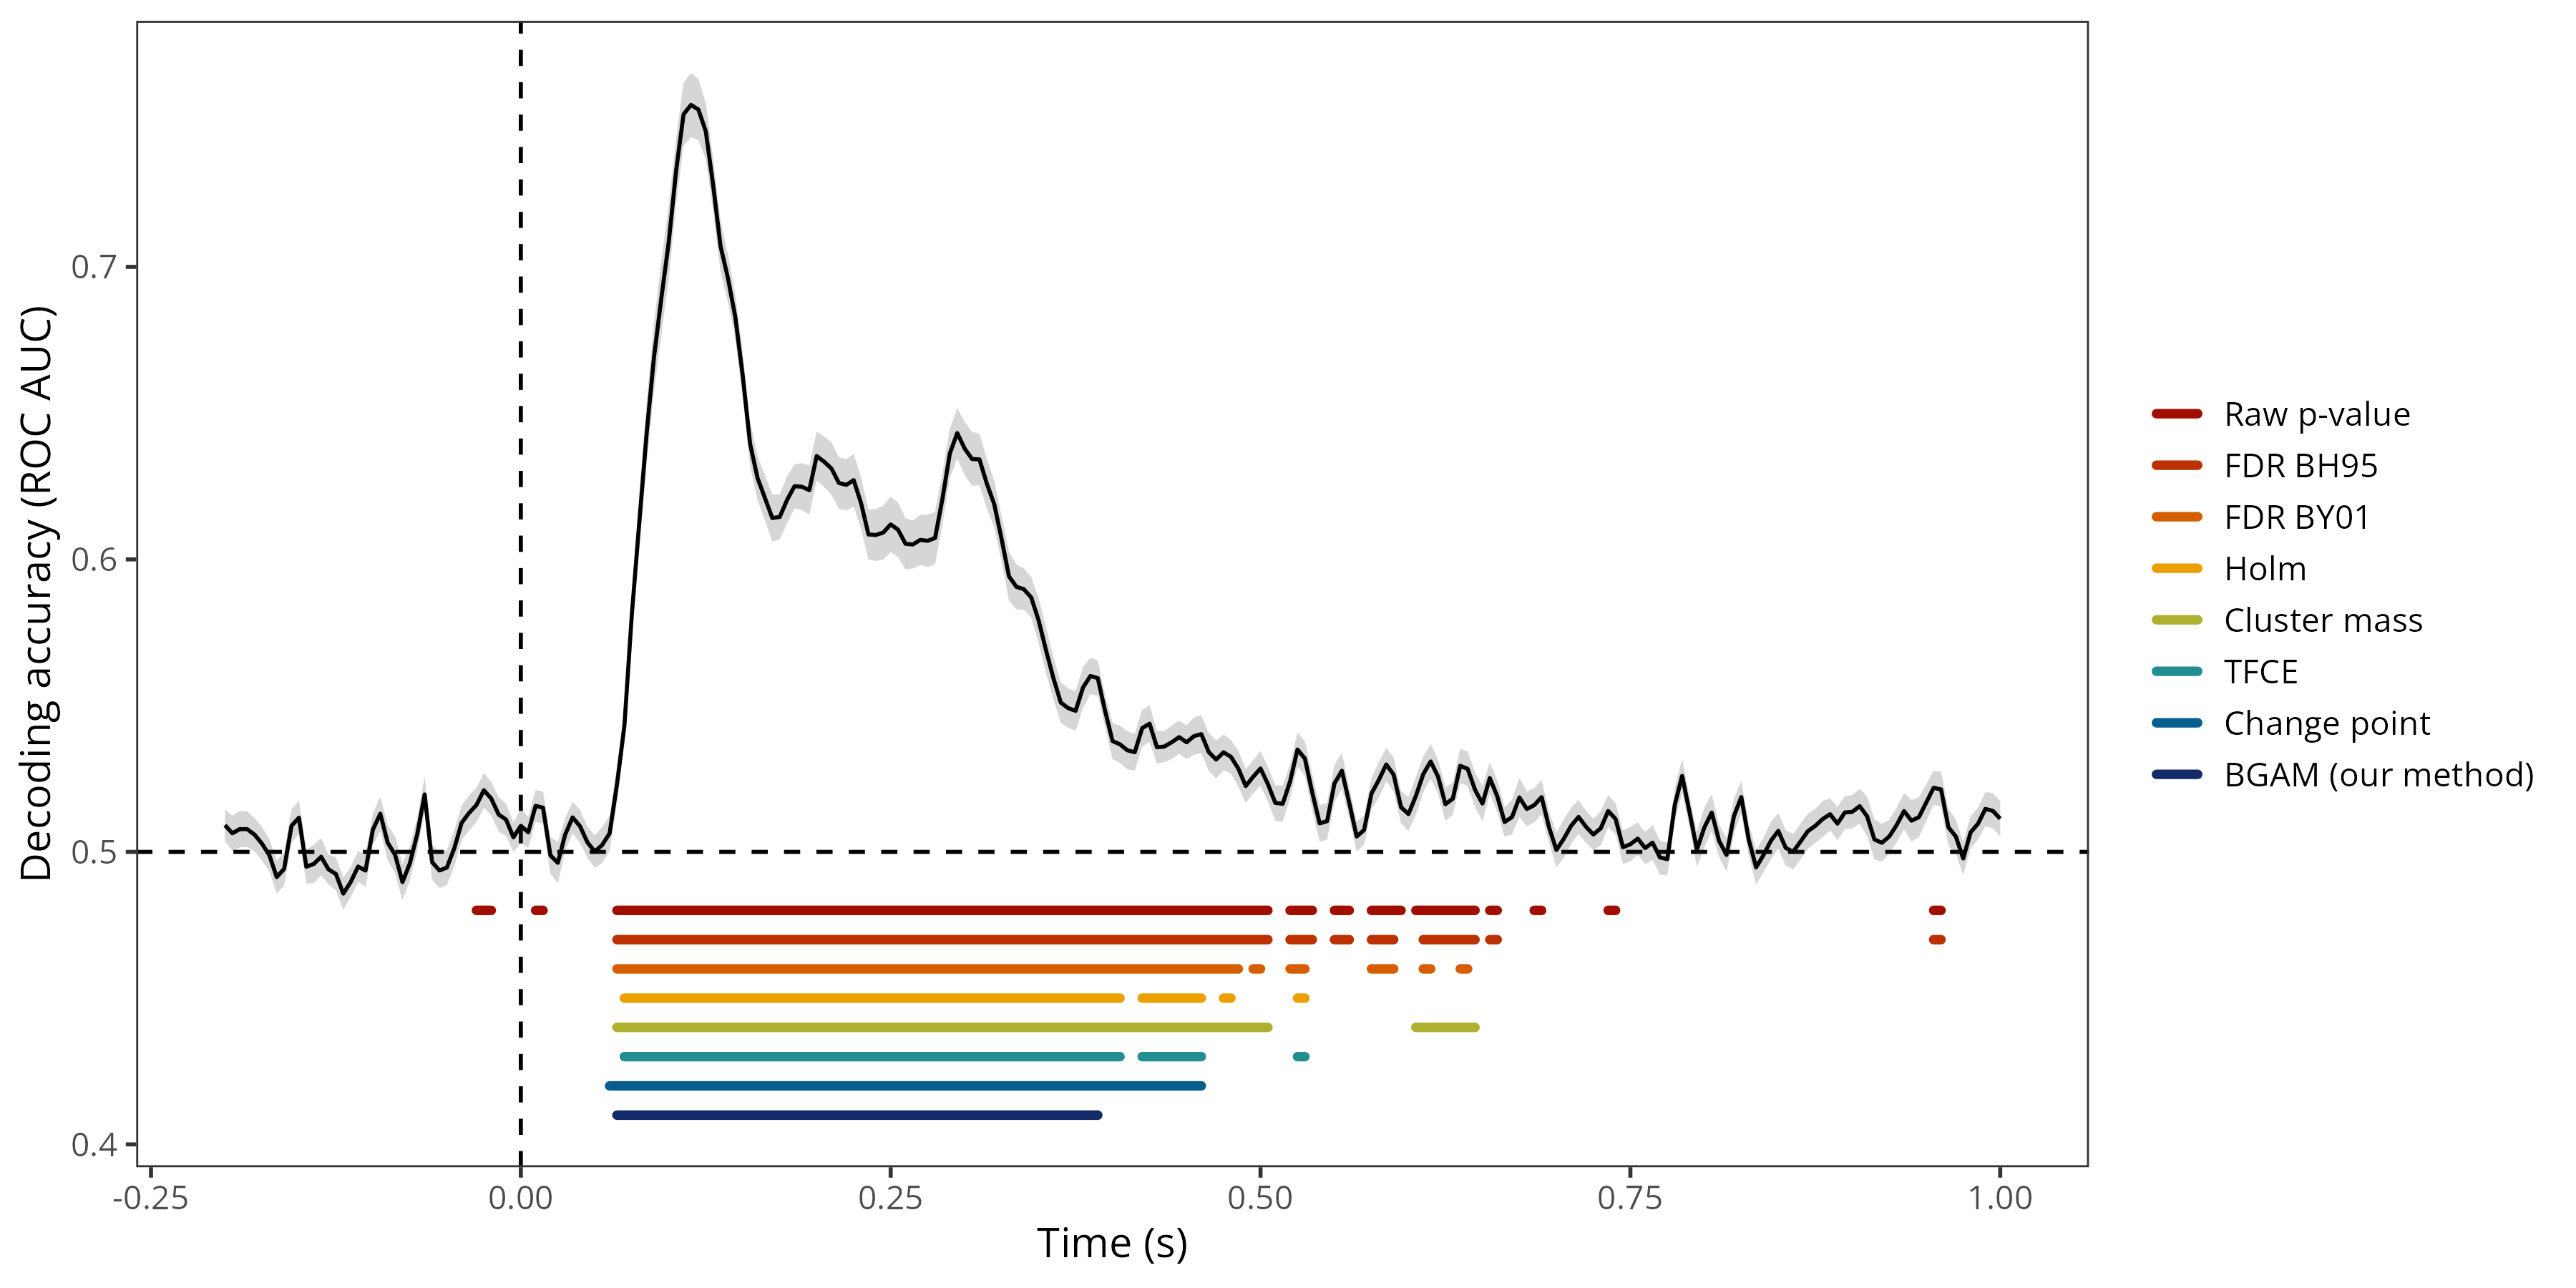 Decoding accuracy (ROC AUC)
0.7
0.6
0.5
0.4
-0.25
0.00
0.25
0.50
0.75
1.00
Time (s)
Raw p-value
FDR BH95
FDR BY01
Holm
Cluster mass
TFCE
Change point
BGAM (our method)